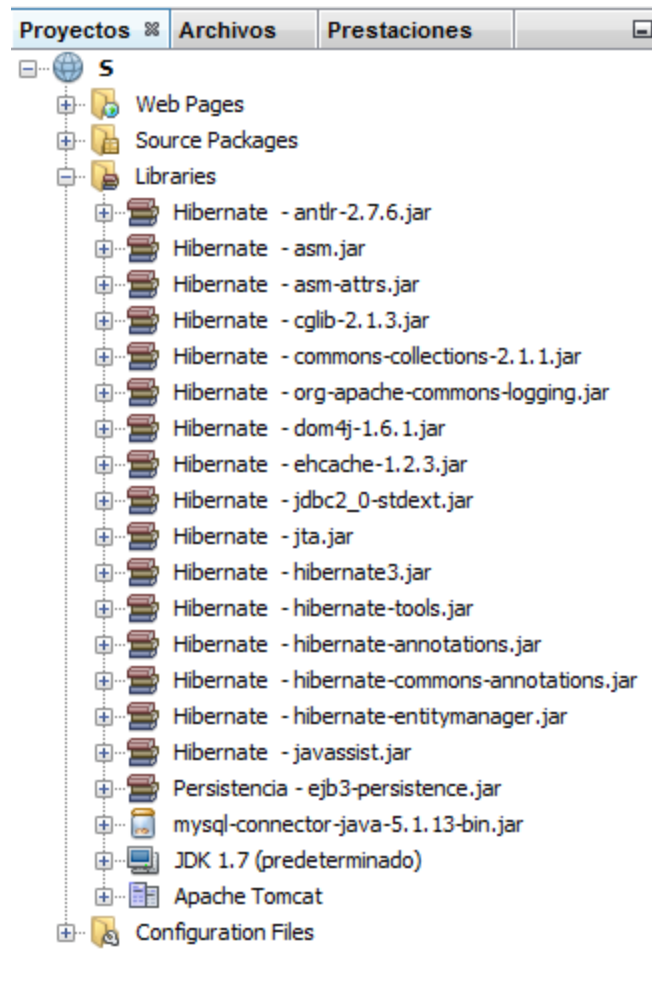 Proyectos Archivos Prestaciones
S
Web Pages
Source Packages
Libraries
Hibernate - antlr-2.7.6.jar
Hibernate - asm.jar
Hibernate - asm-attrs.jar
Hibernate - cglib-2.1.3.jar
Hibernate - commons-collections-2.1.1.jar
Hibernate - org-apache-commons-logging.jar
Hibernate - dom4j-1.6.1.jar
Hibernate - ehcache-1.2.3.jar
Hibernate - jdbc2_0-stdext.jar
Hibernate - jta.jar
Hibernate - hibernate3.jar
Hibernate - hibernate-tools.jar
Hibernate - hibernate-annotations.jar
Hibernate - hibernate-commons-annotations.jar
Hibernate - hibernate-entitymanager.jar
Hibernate - javassist.jar
Persistencia - ejb3-persistence.jar
mysql-connector-java-5.1.13-bin.jar
JDK 1.7 (predeterminado)
Apache Tomcat
Configuration Files